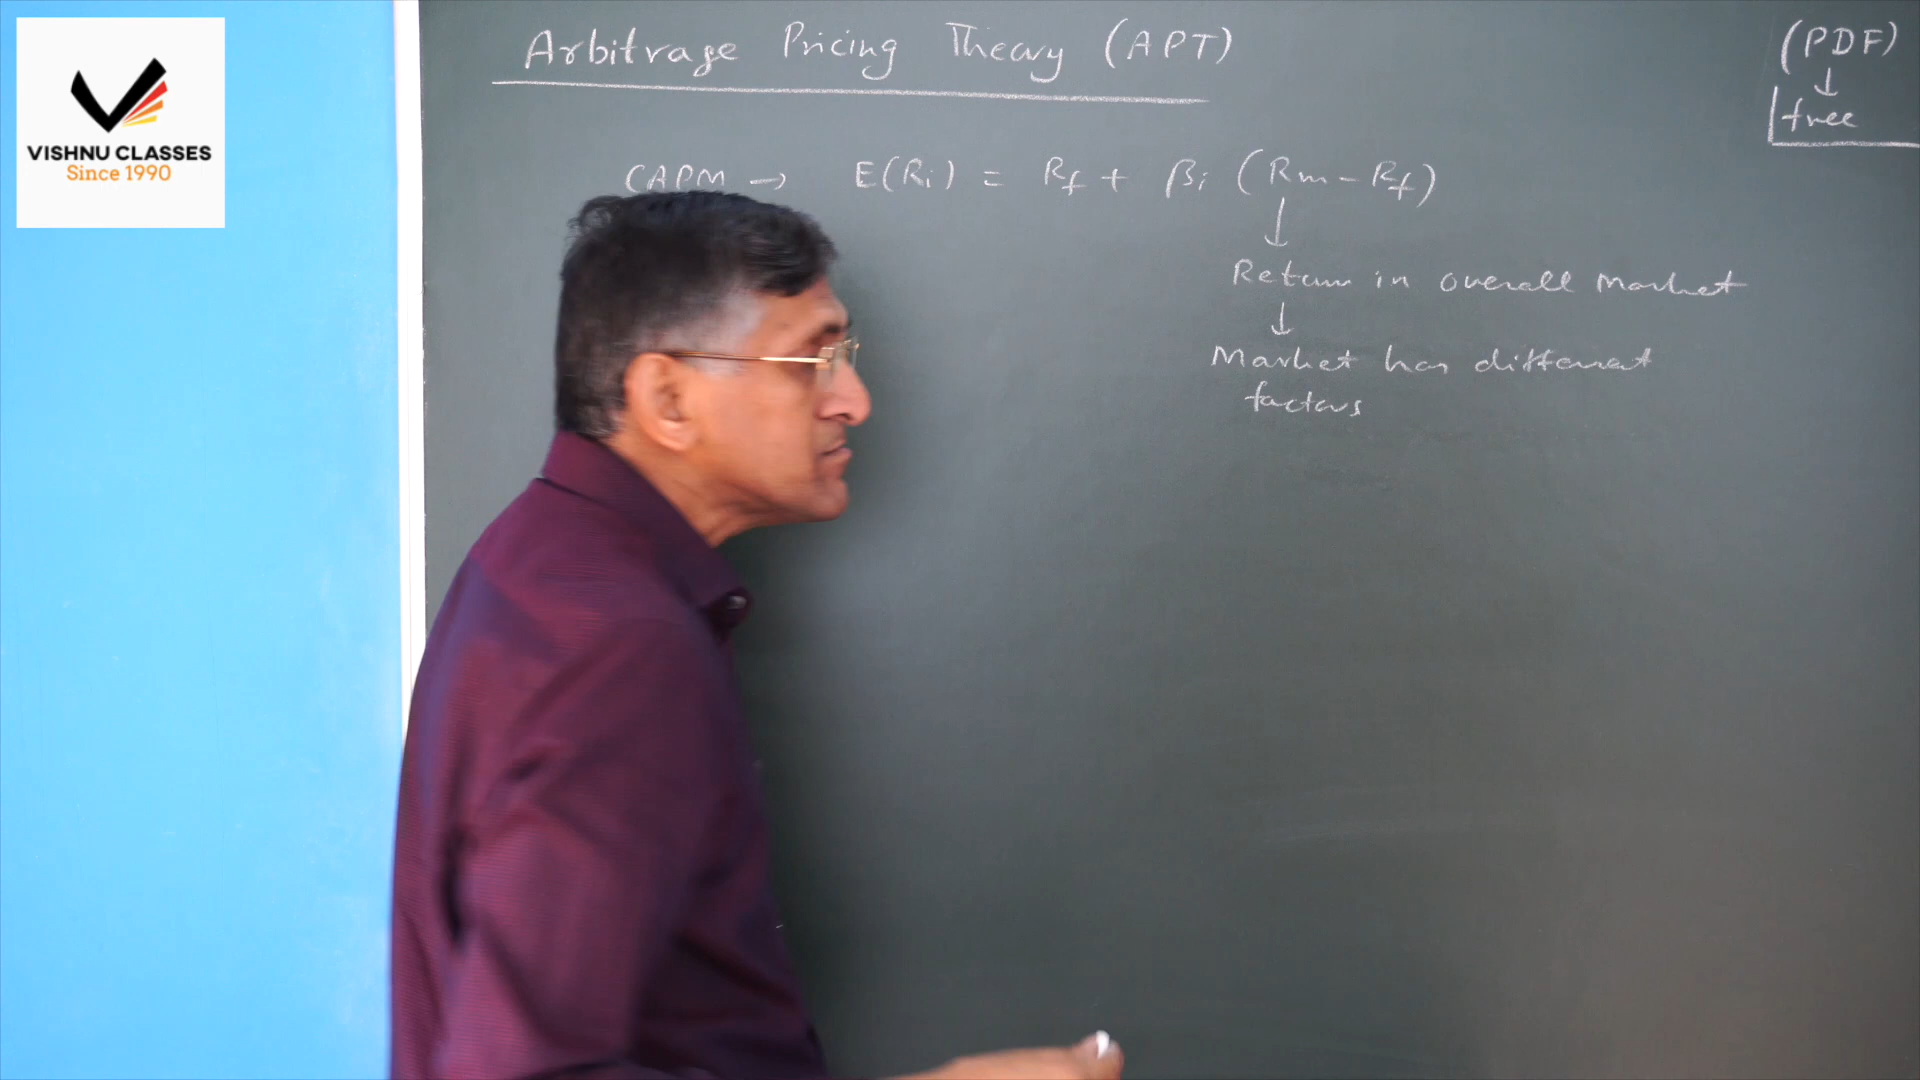 VISHNU CLASSES
Since 1990
Arbitrage Pricing Theory (APT)
(PDF)
↓
free
CAPM → E(Ri) = Rf + βi (Rm - Rf)
↓
Return in overall market
↓
Market has different
factors